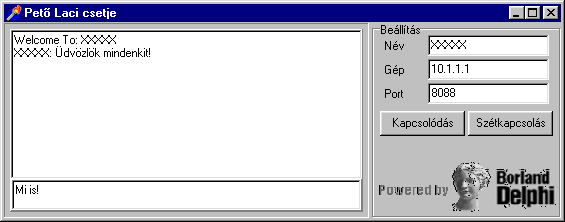 Pető Laci csetje
Welcome To: XXXXX
XXXXX: Üdvözlök mindenkit!
Mi is!
Beállítás
Név XXXXX
Gép 10.1.1.1
Port 8088
Kapcsolódás Szétkapcsolás
Powered by Borland
Delphi